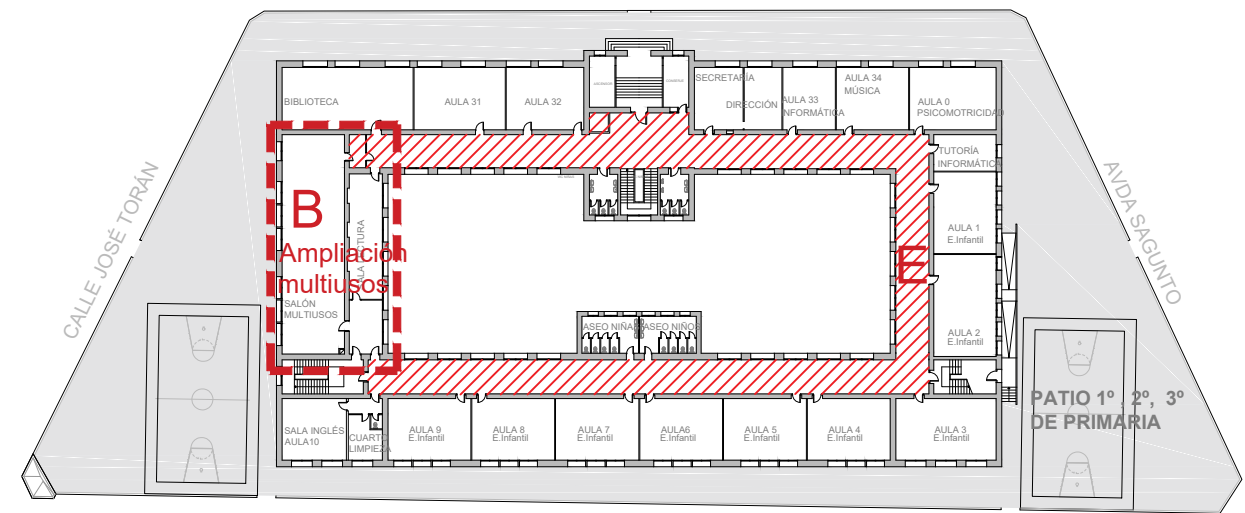 SECRETARÍA
AULA 34
MÚSICA
BIBLIOTECA
AULA 31
AULA 32
DIRECCIÓN
AULA 33
INFORMÁTICA
AULA 0
PSICOMOTRICIDAD
TUTORÍA
INFORMÁTICA
CALLE JOSÉ TORÁN
AVDA SAGUNTO
B
Ampliación
multiusos
SALA LECTURA
SALÓN
MULTIUSOS
AULA 1
E.Infantil
E
AULA 2
E.Infantil
ASEO NIÑAS
ASEO NIÑOS
PATIO 1º , 2º, 3º
DE PRIMARIA
SALA INGLÉS
AULA10
CUARTO
LIMPIEZA
AULA 9
E.Infantil
AULA 8
E.Infantil
AULA 7
E.Infantil
AULA6
E.Infantil
AULA 5
E.Infantil
AULA 4
E.Infantil
AULA 3
E.Infantil